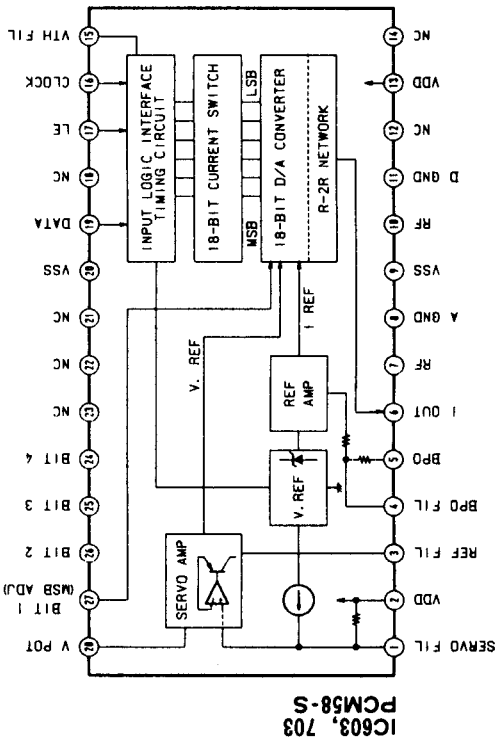 IC603, 703
PCM58-S
SERVO FIL 1
VDD 2
REF FIL 3
BPO FIL 4
BPO 5
I OUT 6
RF 7
A GND 8
VSS 9
RF 10
D GND 11
NC 12
VDD 13
NC 14
VTH FIL 15
CLOCK 16
LE 17
NC 18
DATA 19
VSS 20
NC 21
NC 22
NC 23
BIT 4 24
BIT 3 25
BIT 2 26
BIT 1 27
(MSB ADJ)
V POT 28
INPUT LOGIC INTERFACE
TIMING CIRCUIT
18-BIT CURRENT SWITCH
LSB
MSB
18-BIT D/A CONVERTER
R-2R NETWORK
V. REF
I REF
REF
AMP
V. REF
SERVO AMP